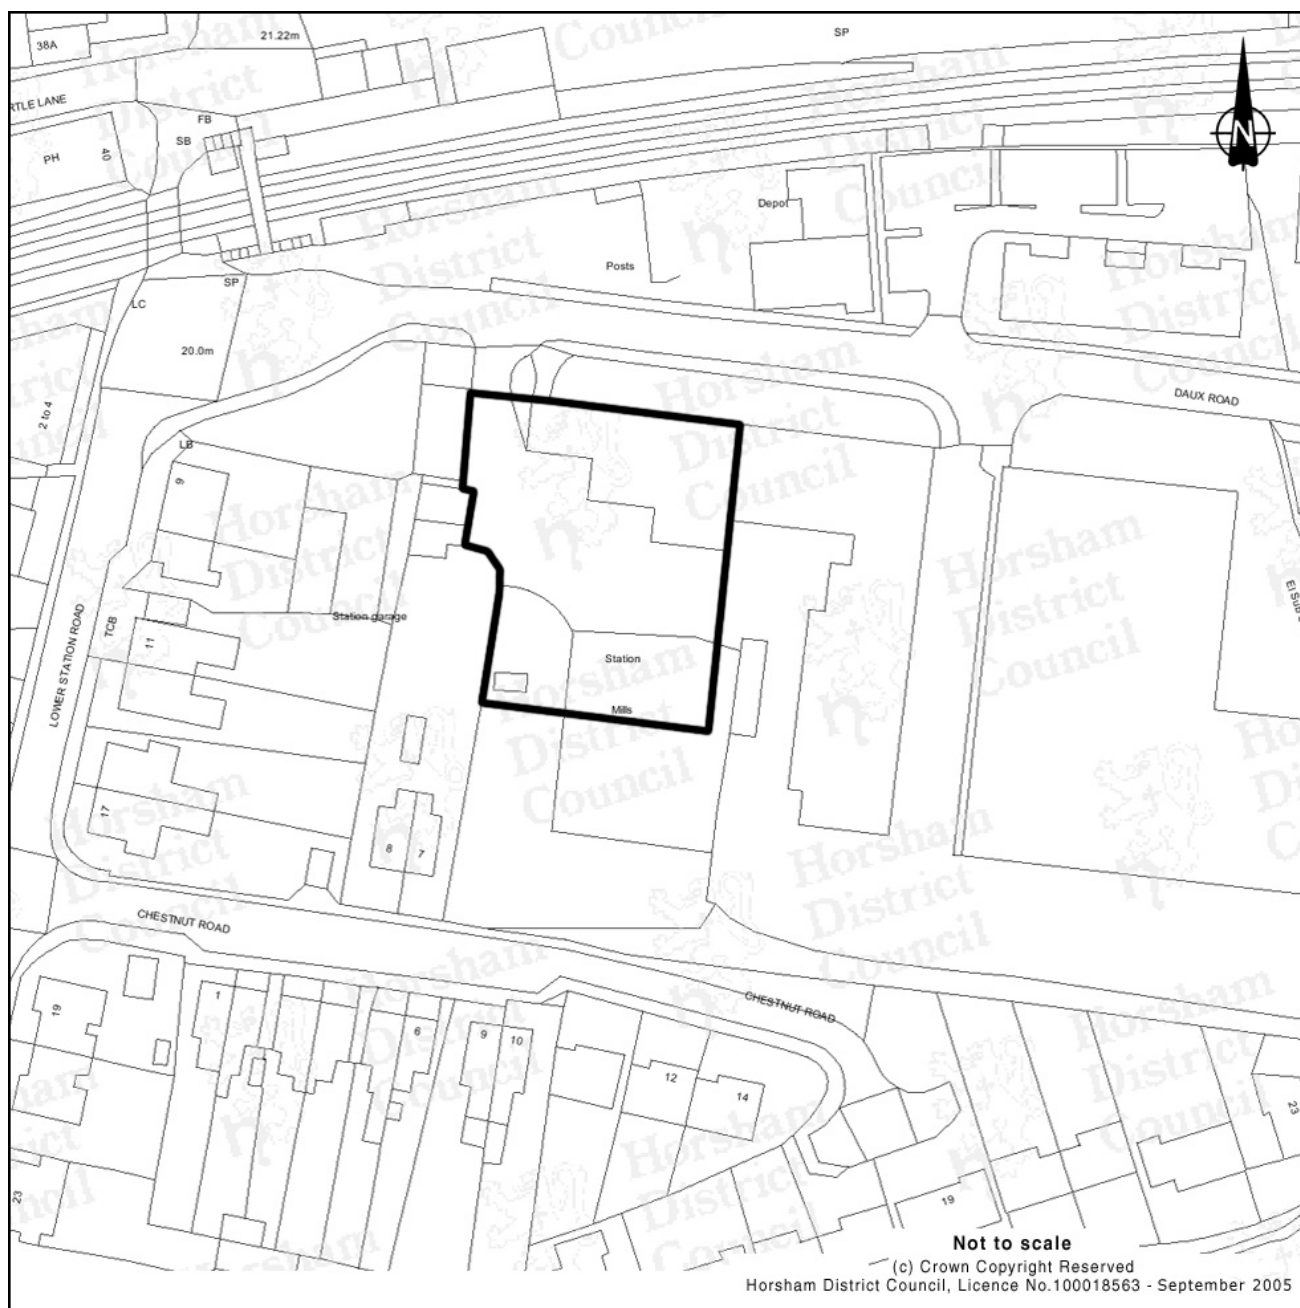 38A
21.22m
SP
RTLE LANE
FB
SB
PH
40
N
Depot
Posts
SP
LC
20.0m
2 to 4
DAUX ROAD
LB
9
El Sub S
Station garage
TCB
11
LOWER STATION ROAD
Station
Mills
17
8
7
CHESTNUT ROAD
CHESTNUT ROAD
19
1
6
9
10
12
14
23
23
19
Horsham
District
Council
Not to scale
(c) Crown Copyright Reserved
Horsham District Council, Licence No.100018563 - September 2005